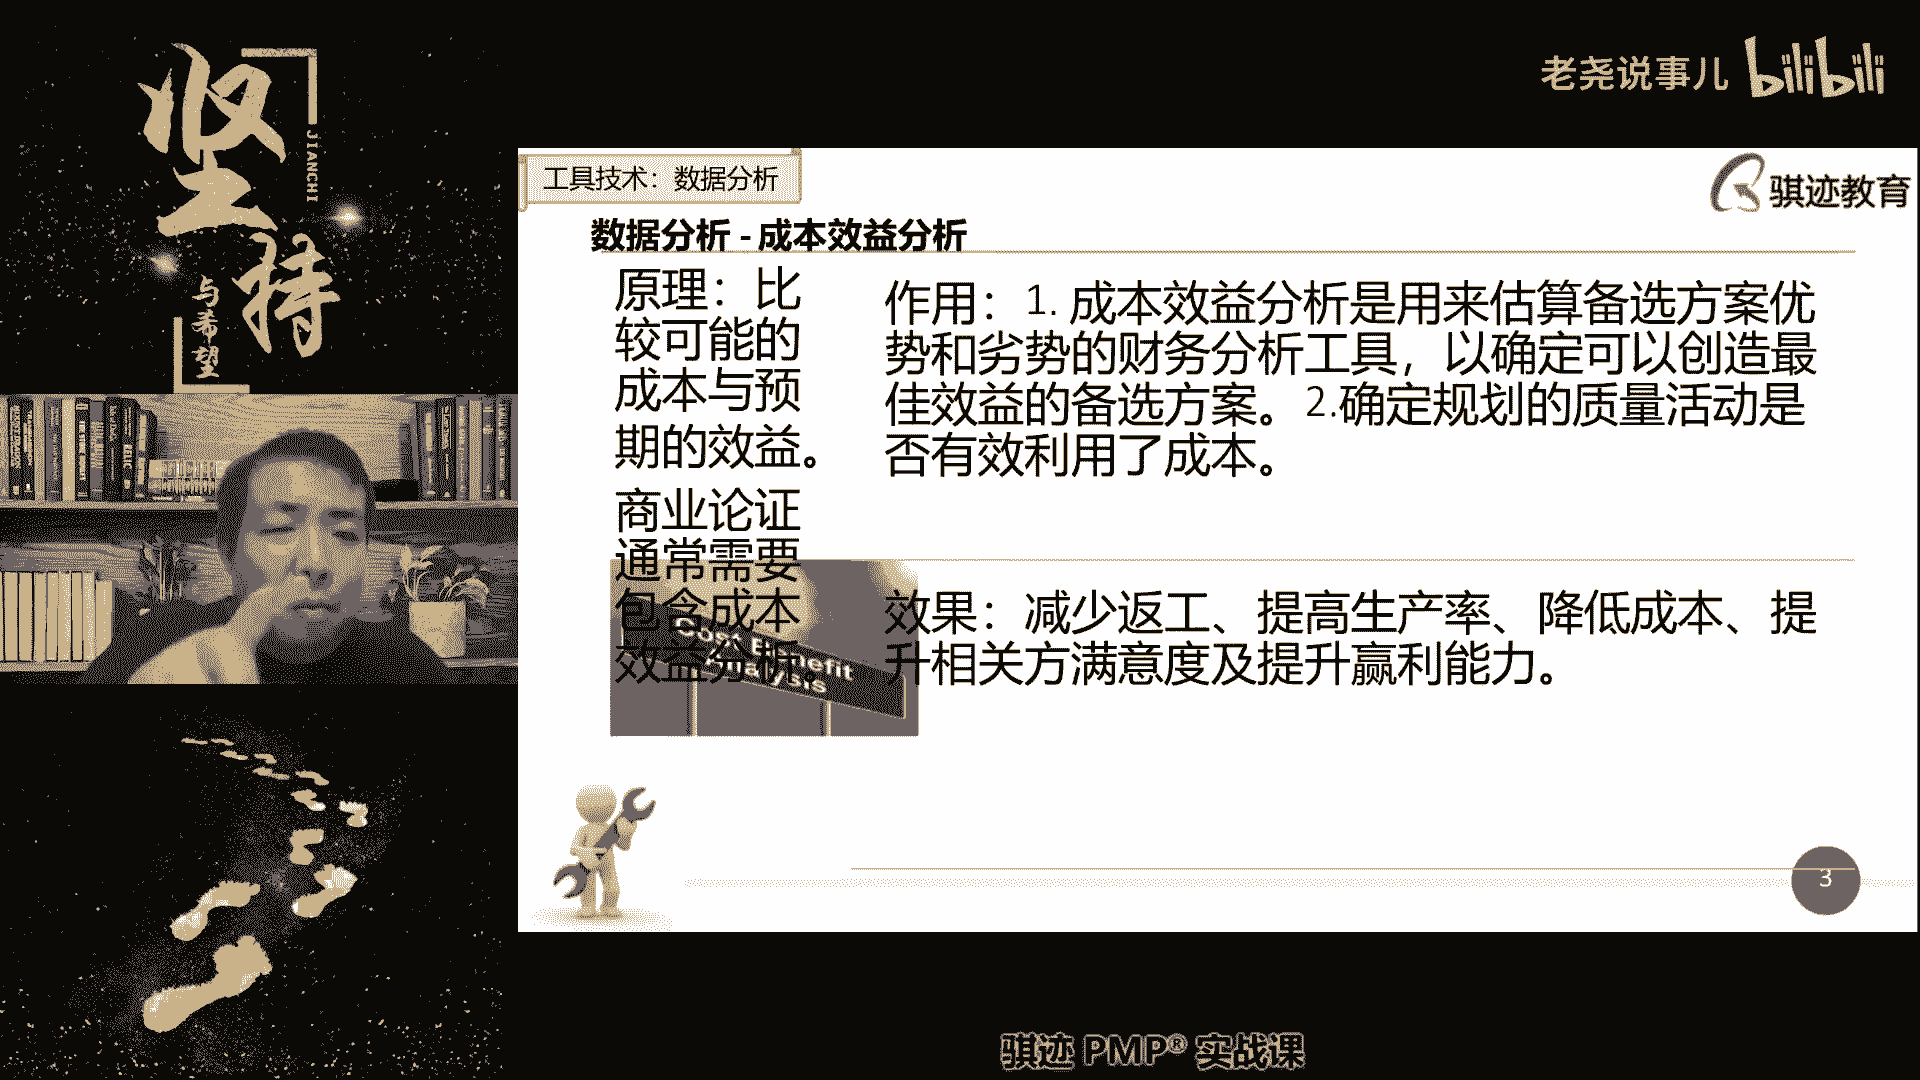 坚持
JIANCHI
与希望
老尧说事儿 bilibili
工具技术：数据分析
骐迹教育
数据分析 - 成本效益分析
原理：比
较可能的
成本与预
期的效益。
商业论证
通常需要
包含成本
效益分析。
Cost Benefit
Analysis
作用：1. 成本效益分析是用来估算备选方案优
势和劣势的财务分析工具，以确定可以创造最
佳效益的备选方案。2.确定规划的质量活动是
否有效利用了成本。
效果：减少返工、提高生产率、降低成本、提
升相关方满意度及提升赢利能力。
3
骐迹 PMP® 实战课